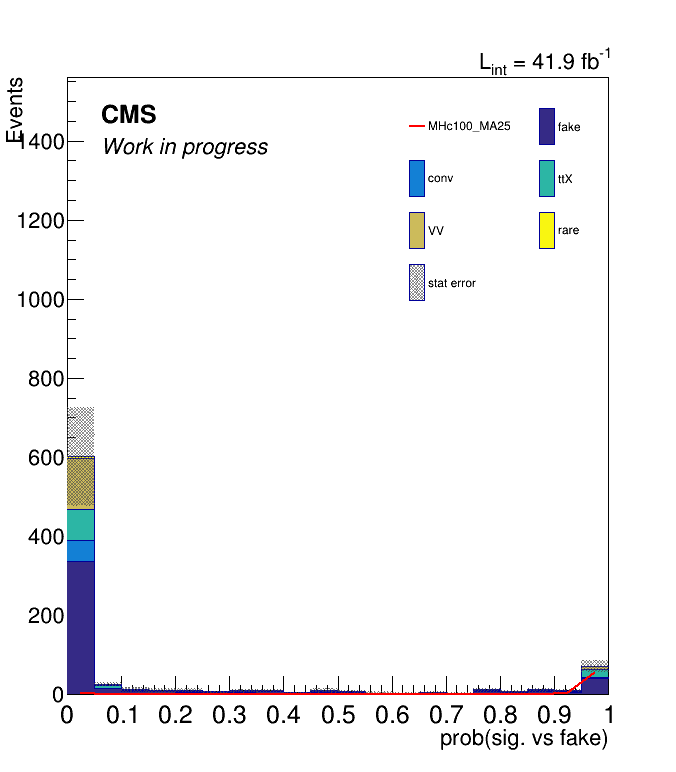 L_int = 41.9 fb^-1
Events
CMS
Work in progress
MHc100_MA25
fake
conv
ttX
VV
rare
stat error
1400
1200
1000
800
600
400
200
0
0 0.1 0.2 0.3 0.4 0.5 0.6 0.7 0.8 0.9 1
prob(sig. vs fake)